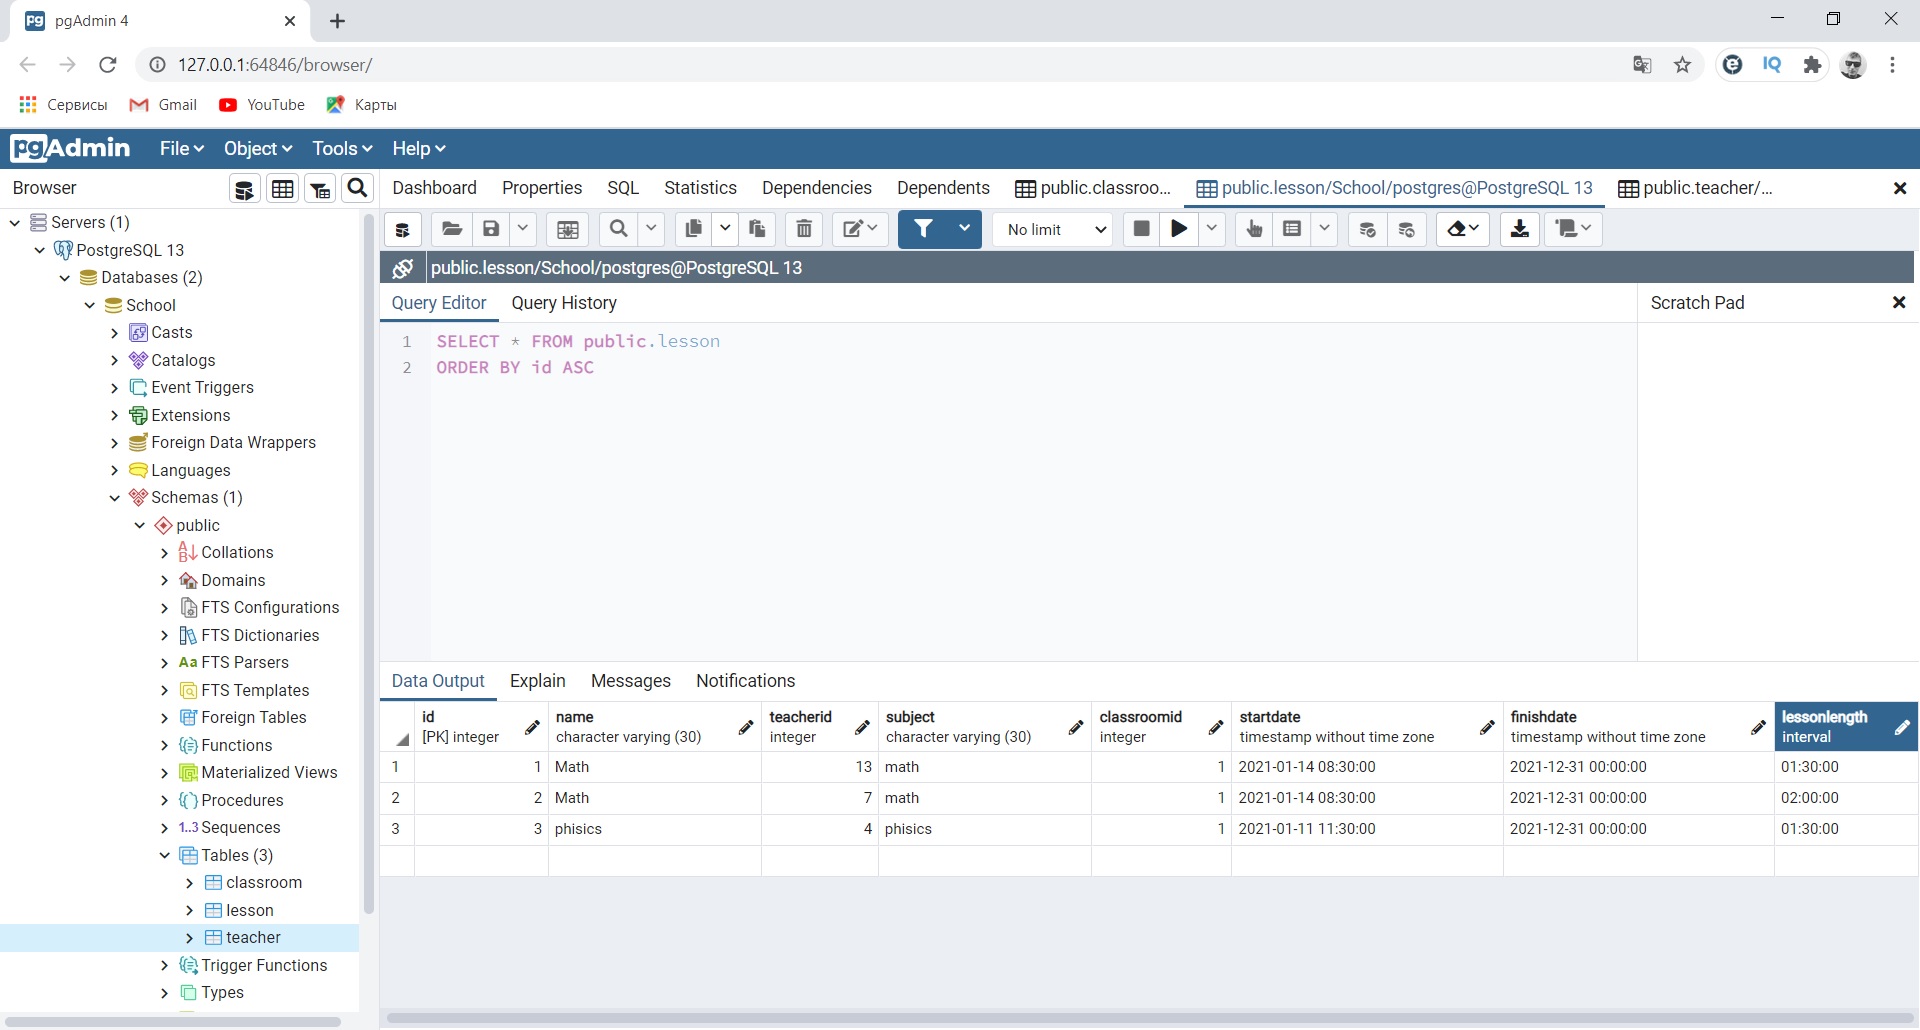 pgAdmin 4
127.0.0.1:64846/browser/
Сервисы Gmail YouTube Карты
pgAdmin File Object Tools Help
Browser
Dashboard Properties SQL Statistics Dependencies Dependents public.classroo... public.lesson/School/postgres@PostgreSQL 13 public.teacher/...
Servers (1)
PostgreSQL 13
Databases (2)
School
Casts
Catalogs
Event Triggers
Extensions
Foreign Data Wrappers
Languages
Schemas (1)
public
Collations
Domains
FTS Configurations
FTS Dictionaries
Aa FTS Parsers
FTS Templates
Foreign Tables
Functions
Materialized Views
Procedures
1..3 Sequences
Tables (3)
classroom
lesson
teacher
Trigger Functions
Types
No limit
public.lesson/School/postgres@PostgreSQL 13
Query Editor Query History
Scratch Pad
1 SELECT * FROM public.lesson
2 ORDER BY id ASC
Data Output Explain Messages Notifications
id name teacherid subject classroomid startdate finishdate lessonlength
[PK] integer character varying (30) integer character varying (30) integer timestamp without time zone timestamp without time zone interval
1 1 Math 13 math 1 2021-01-14 08:30:00 2021-12-31 00:00:00 01:30:00
2 2 Math 7 math 1 2021-01-14 08:30:00 2021-12-31 00:00:00 02:00:00
3 3 phisics 4 phisics 1 2021-01-11 11:30:00 2021-12-31 00:00:00 01:30:00